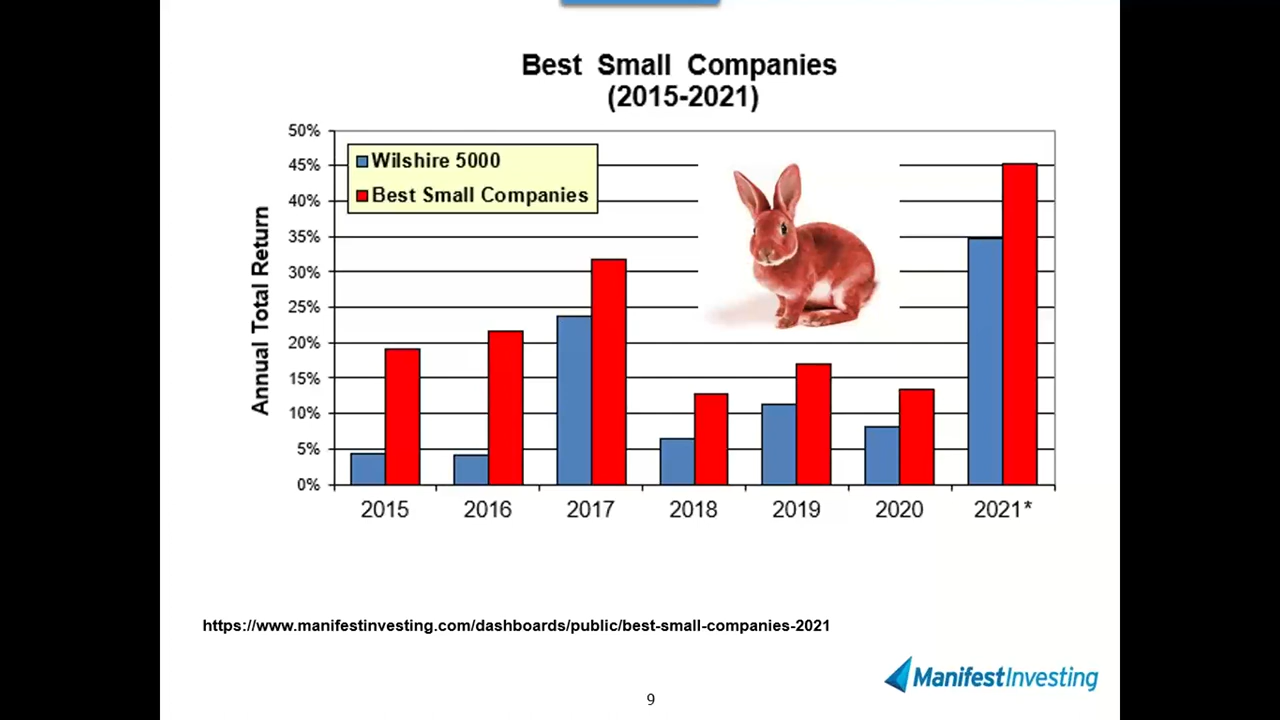 Best Small Companies
(2015-2021)
50%
45%
40%
35%
30%
25%
20%
15%
10%
5%
0%
Annual Total Return
Wilshire 5000
Best Small Companies
2015 2016 2017 2018 2019 2020 2021*
https://www.manifestinvesting.com/dashboards/public/best-small-companies-2021
ManifestInvesting
9